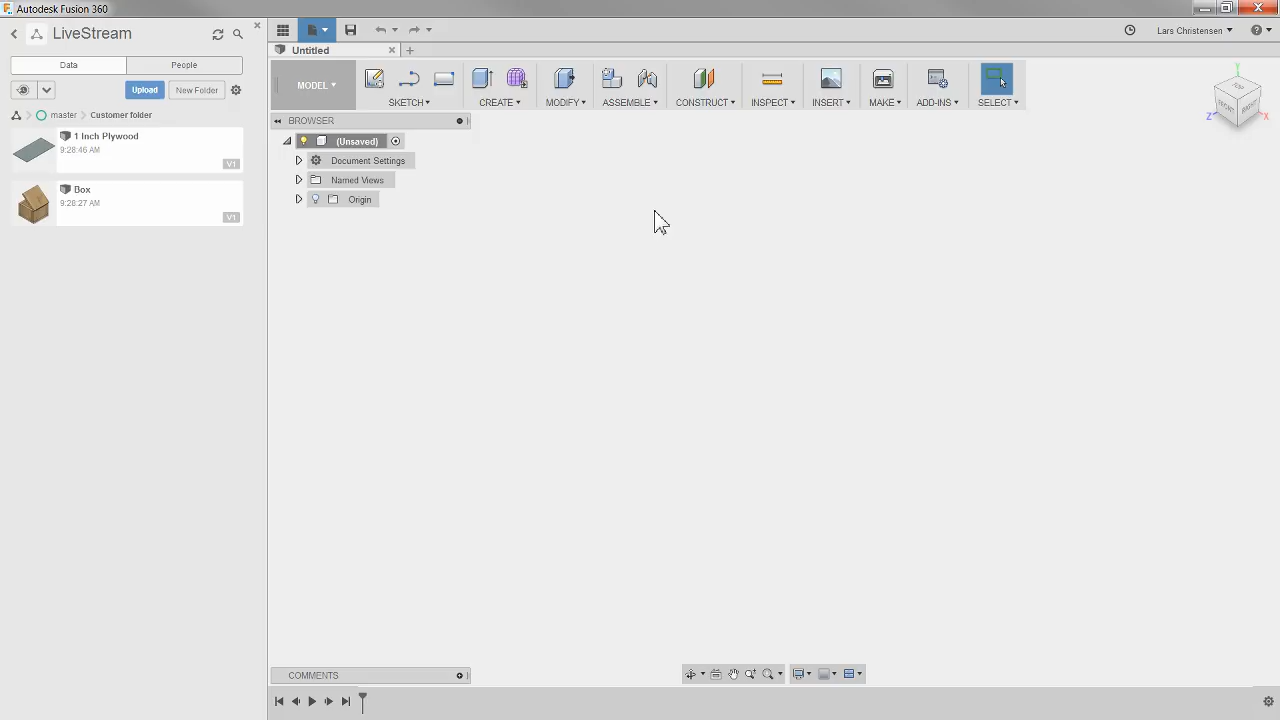 Autodesk Fusion 360
LiveStream
Data
People
Upload
New Folder
master
Customer folder
1 Inch Plywood
9:28:46 AM
V1
Box
9:28:27 AM
V1
Untitled
Lars Christensen
MODEL
SKETCH
CREATE
MODIFY
ASSEMBLE
CONSTRUCT
INSPECT
INSERT
MAKE
ADD-INS
SELECT
BROWSER
(Unsaved)
Document Settings
Named Views
Origin
Y
TOP
Z
X
COMMENTS